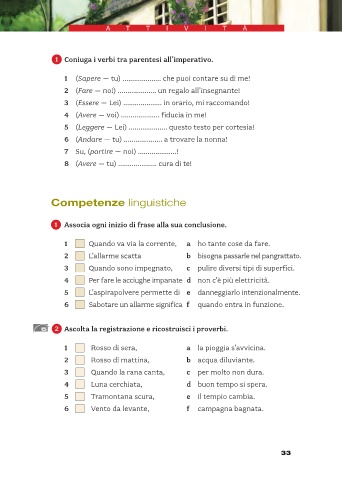 A T T I V I T À
1 Coniuga i verbi tra parentesi all'imperativo.
1 (Sapere — tu) ................... che puoi contare su di me!
2 (Fare — noi) ................... un regalo all'insegnante!
3 (Essere — Lei) ................... in orario, mi raccomando!
4 (Avere — voi) ................... fiducia in me!
5 (Leggere — Lei) ................... questo testo per cortesia!
6 (Andare — tu) ................... a trovare la nonna!
7 Su, (partire — noi) ...................!
8 (Avere — tu) ................... cura di te!
Competenze linguistiche
1 Associa ogni inizio di frase alla sua conclusione.
1 Quando va via la corrente, a ho tante cose da fare.
2 L'allarme scatta b bisogna passarle nel pangrattato.
3 Quando sono impegnato, c pulire diversi tipi di superfici.
4 Per fare le acciughe impanate d non c'è più elettricità.
5 L'aspirapolvere permette di e danneggiarlo intenzionalmente.
6 Sabotare un allarme significa f quando entra in funzione.
2 Ascolta la registrazione e ricostruisci i proverbi.
1 Rosso di sera, a la pioggia s'avvicina.
2 Rosso di mattina, b acqua diluviante.
3 Quando la rana canta, c per molto non dura.
4 Luna cerchiata, d buon tempo si spera.
5 Tramontana scura, e il tempo cambia.
6 Vento da levante, f campagna bagnata.
33